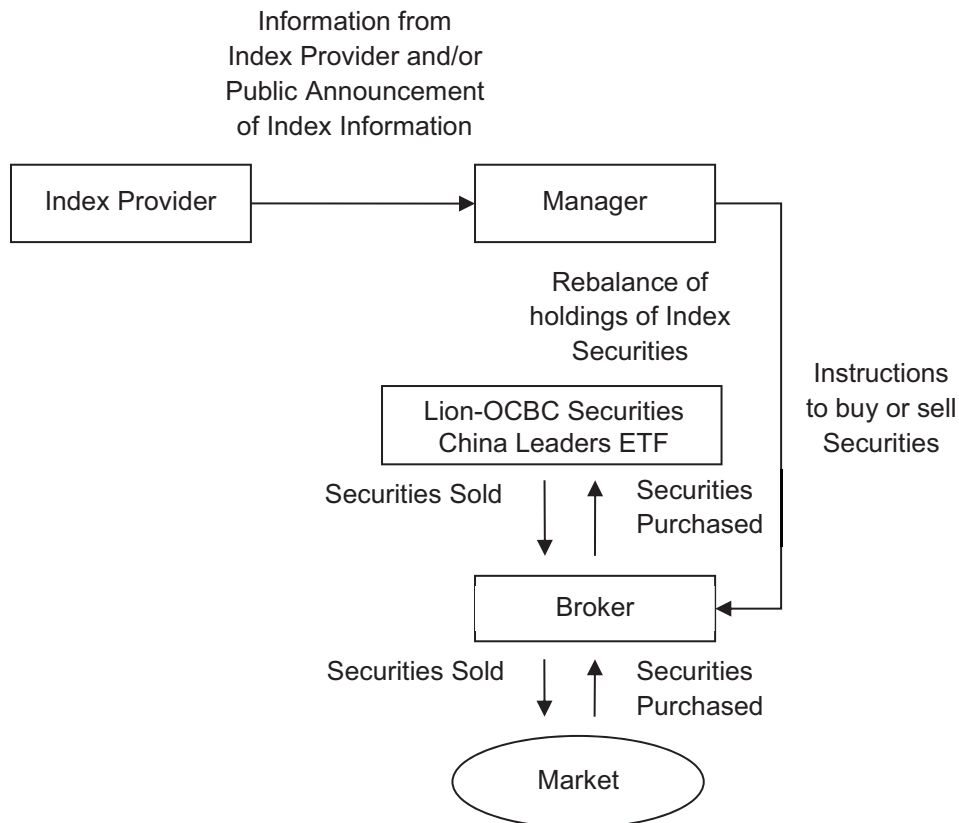 Information from
Index Provider and/or
Public Announcement
of Index Information
Index Provider
Manager
Rebalance of
holdings of Index
Securities
Instructions
to buy or sell
Securities
Lion-OCBC Securities
China Leaders ETF
Securities Sold
Securities
Purchased
Broker
Securities Sold
Securities
Purchased
Market